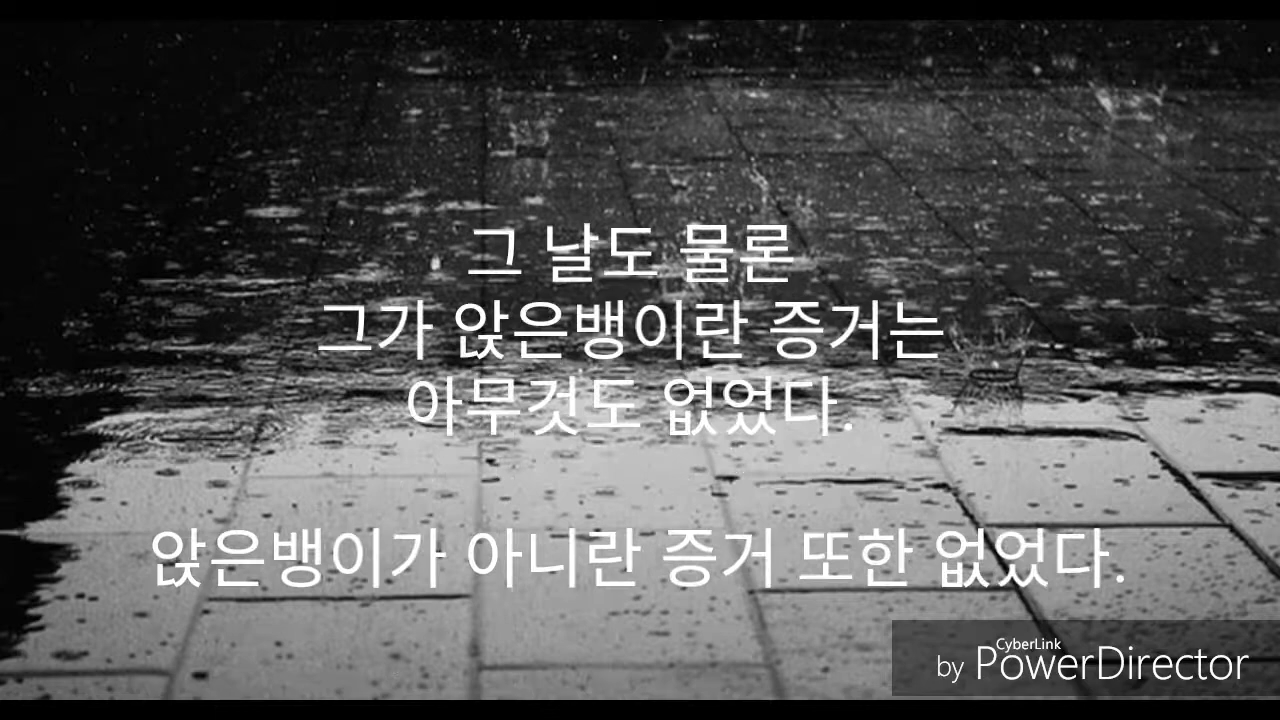 그 날도 물론
그가 앉은뱅이란 증거는
아무것도 없었다.
앉은뱅이가 아니란 증거 또한 없었다.
CyberLink
by PowerDirector